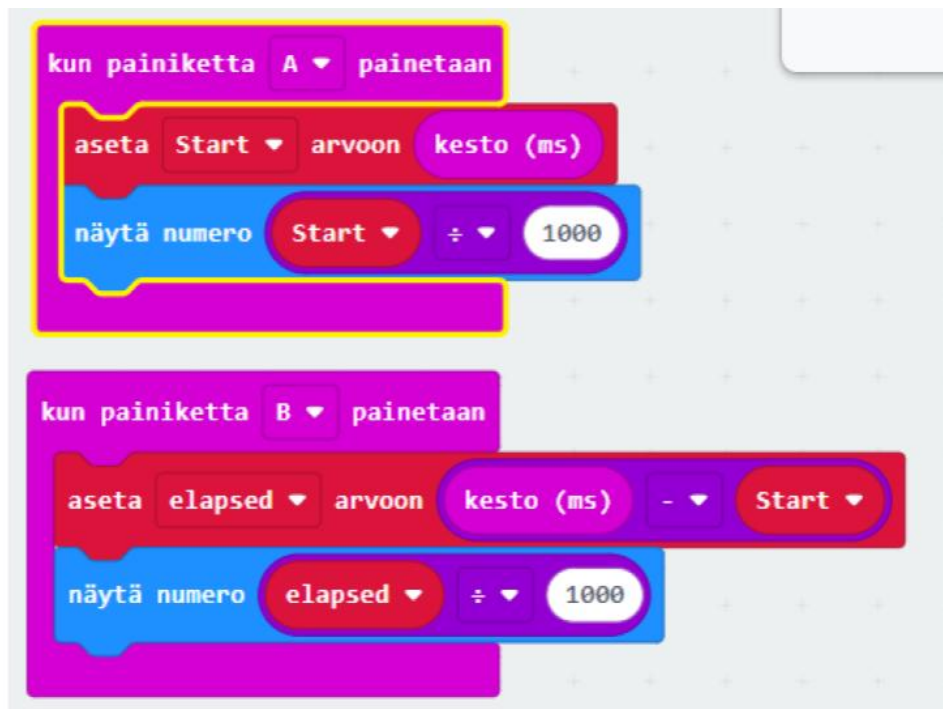 kun painiketta A painetaan
aseta Start arvoon kesto (ms)
näytä numero Start ÷ 1000
kun painiketta B painetaan
aseta elapsed arvoon kesto (ms) - Start
näytä numero elapsed ÷ 1000